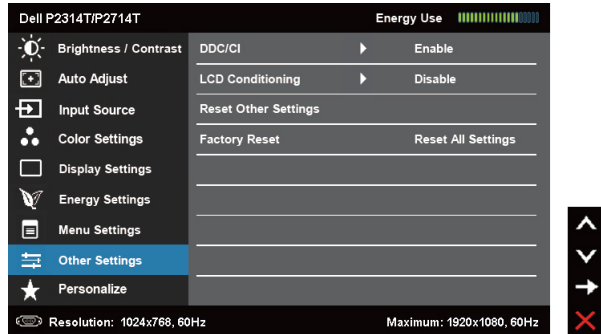 Dell P2314T/P2714T Energy Use
Brightness / Contrast DDC/CI Enable
Auto Adjust LCD Conditioning Disable
Input Source Reset Other Settings
Color Settings Factory Reset Reset All Settings
Display Settings
Energy Settings
Menu Settings
Other Settings
Personalize
Resolution: 1024x768, 60Hz Maximum: 1920x1080, 60Hz